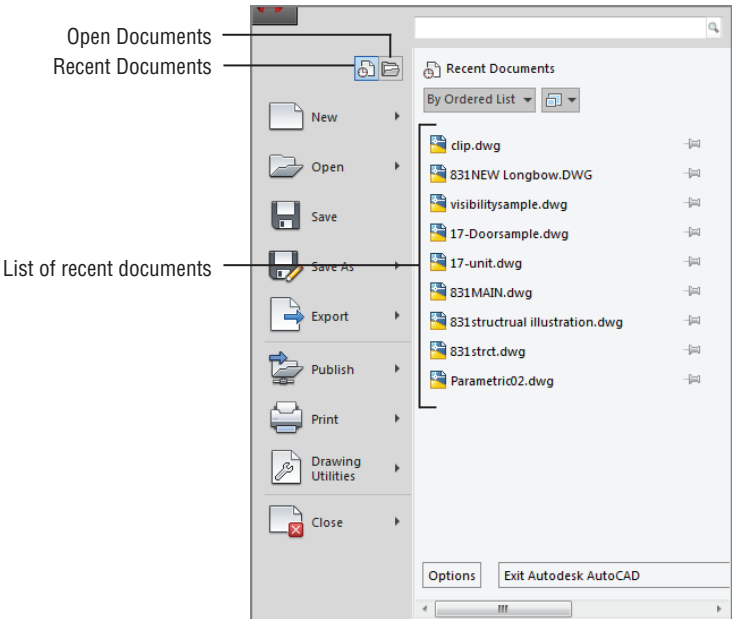 Open Documents
Recent Documents
List of recent documents
New
Open
Save
Save As
Export
Publish
Print
Drawing
Utilities
Close
Recent Documents
By Ordered List
clip.dwg
831NEW Longbow.DWG
visibilitysample.dwg
17-Doorsample.dwg
17-unit.dwg
831MAIN.dwg
831structrual illustration.dwg
831strct.dwg
Parametric02.dwg
Options
Exit Autodesk AutoCAD